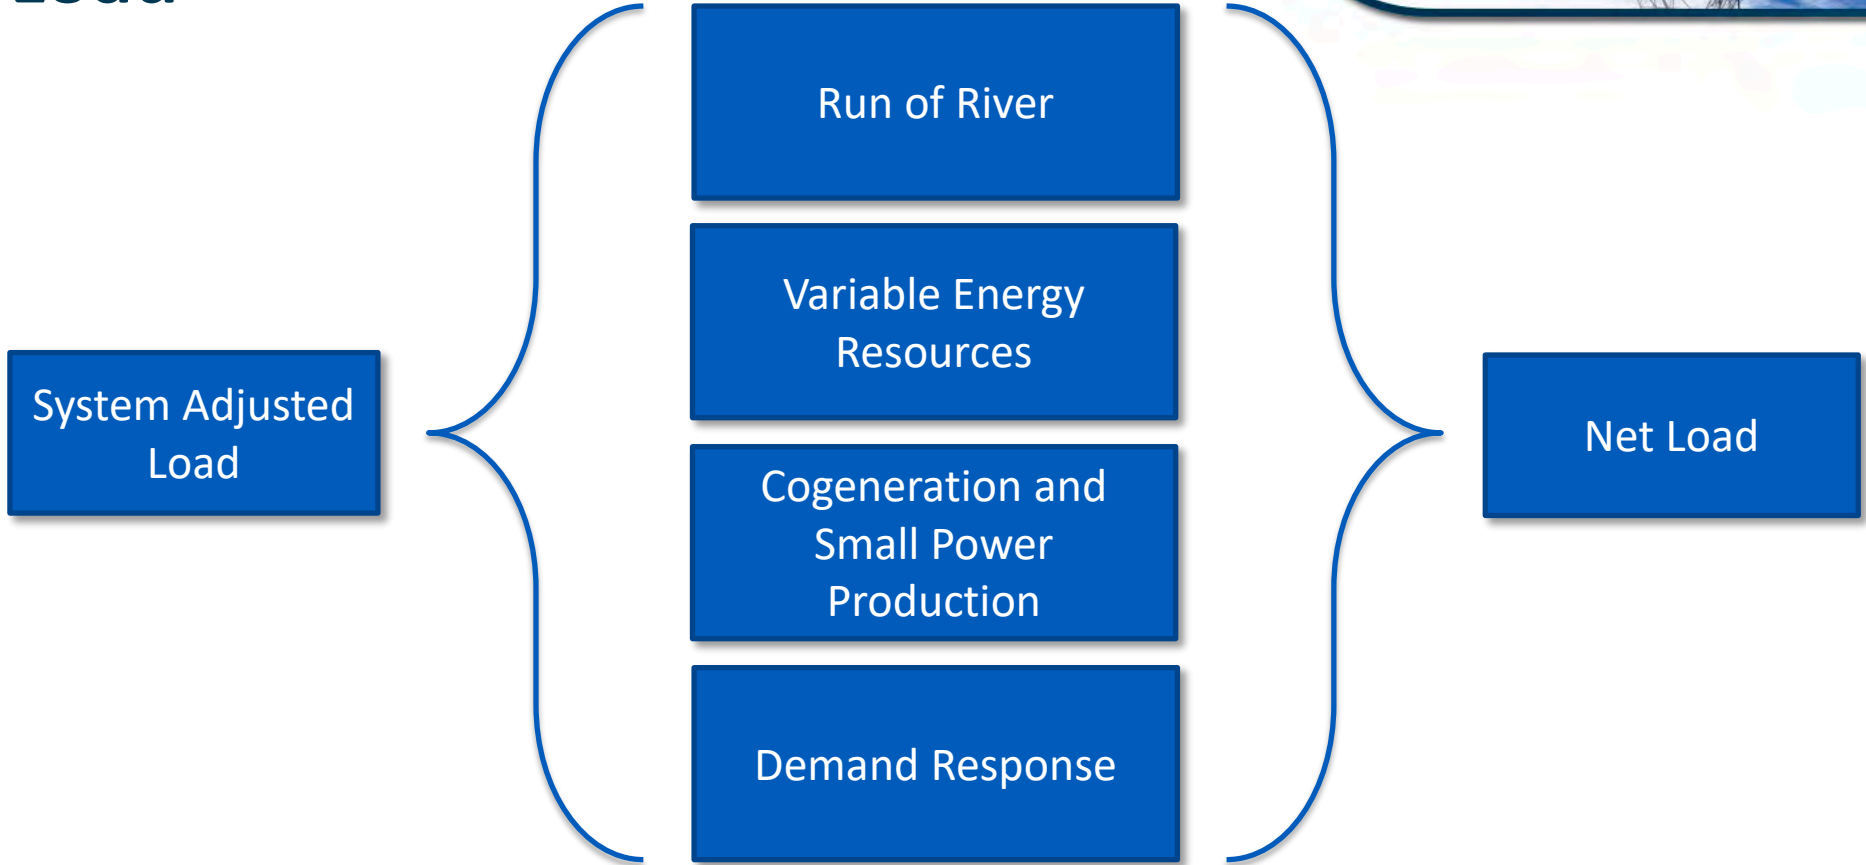 System Adjusted
Load
Run of River
Variable Energy
Resources
Cogeneration and
Small Power
Production
Demand Response
Net Load